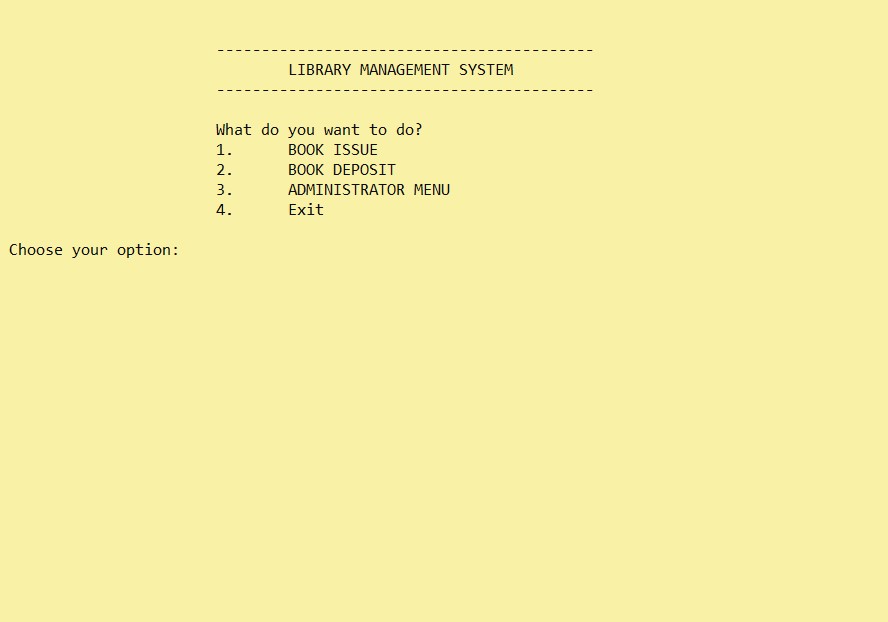 ------------------------------------------
LIBRARY MANAGEMENT SYSTEM
------------------------------------------
What do you want to do?
1. BOOK ISSUE
2. BOOK DEPOSIT
3. ADMINISTRATOR MENU
4. Exit
Choose your option: